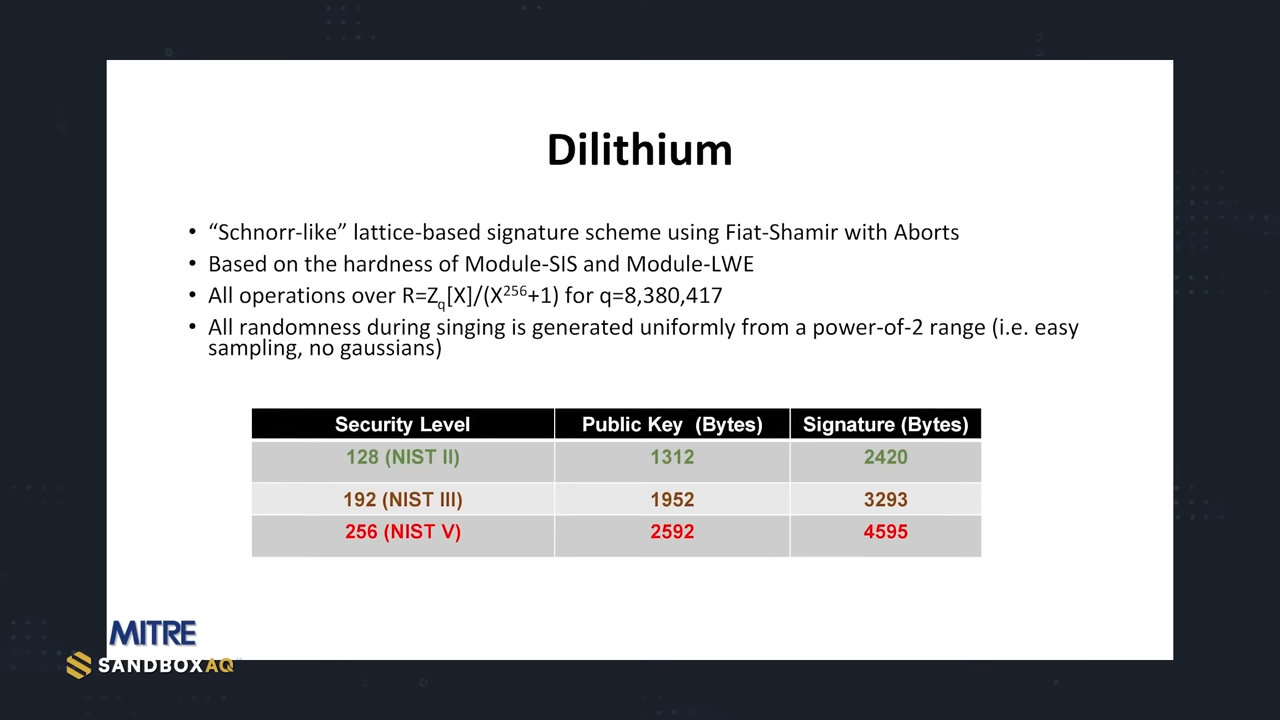 Dilithium
• “Schnorr-like” lattice-based signature scheme using Fiat-Shamir with Aborts
• Based on the hardness of Module-SIS and Module-LWE
• All operations over R=Zq[X]/(X256+1) for q=8,380,417
• All randomness during singing is generated uniformly from a power-of-2 range (i.e. easy
sampling, no gaussians)
Security Level Public Key (Bytes) Signature (Bytes)
128 (NIST II) 1312 2420
192 (NIST III) 1952 3293
256 (NIST V) 2592 4595
MITRE
SANDBOXAQ